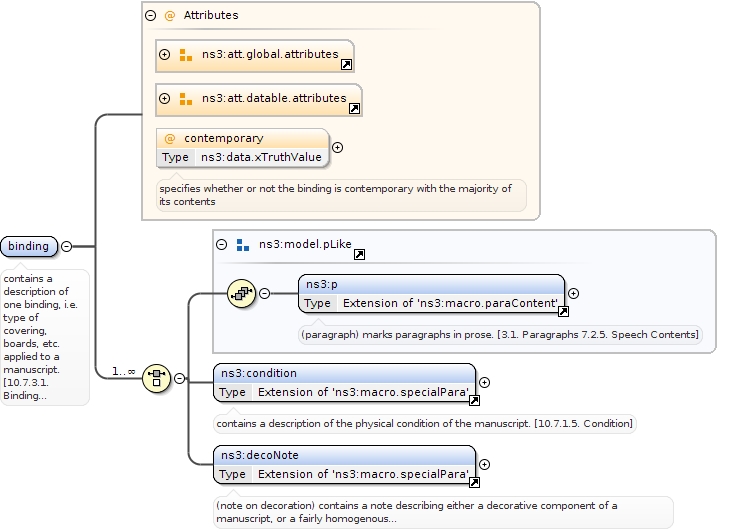 Attributes
ns3:att.global.attributes
ns3:att.datable.attributes
contemporary
Type ns3:data.xTruthValue
specifies whether or not the binding is contemporary with the majority of
its contents
binding
contains a
description of
one binding, i.e.
type of
covering,
boards, etc.
applied to a
manuscript.
[10.7.3.1.
Binding...
1..∞
ns3:model.pLike
ns3:p
Type Extension of 'ns3:macro.paraContent'
(paragraph) marks paragraphs in prose. [3.1. Paragraphs 7.2.5. Speech Contents]
ns3:condition
Type Extension of 'ns3:macro.specialPara'
contains a description of the physical condition of the manuscript. [10.7.1.5. Condition]
ns3:decoNote
Type Extension of 'ns3:macro.specialPara'
(note on decoration) contains a note describing either a decorative component of a
manuscript, or a fairly homogenous...